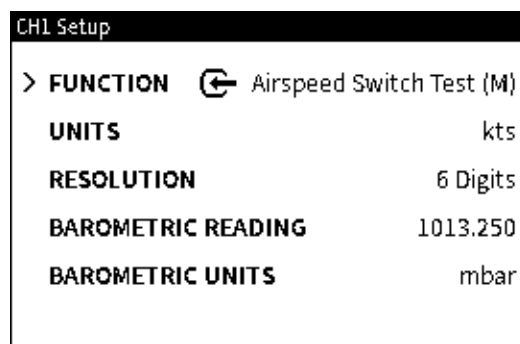 CH1 Setup
> FUNCTION Airspeed Switch Test (M)
UNITS kts
RESOLUTION 6 Digits
BAROMETRIC READING 1013.250
BAROMETRIC UNITS mbar